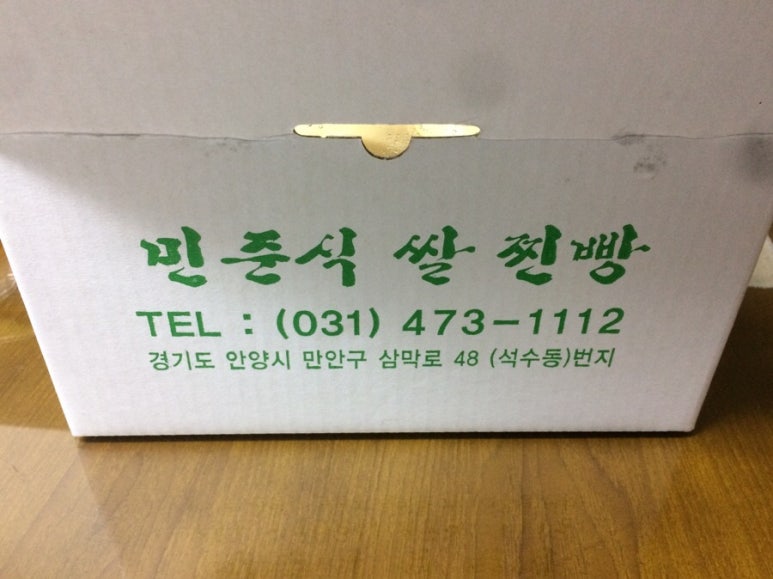 민준식 쌀 찐빵
TEL : (031) 473-1112
경기도 안양시 만안구 삼막로 48 (석수동)번지